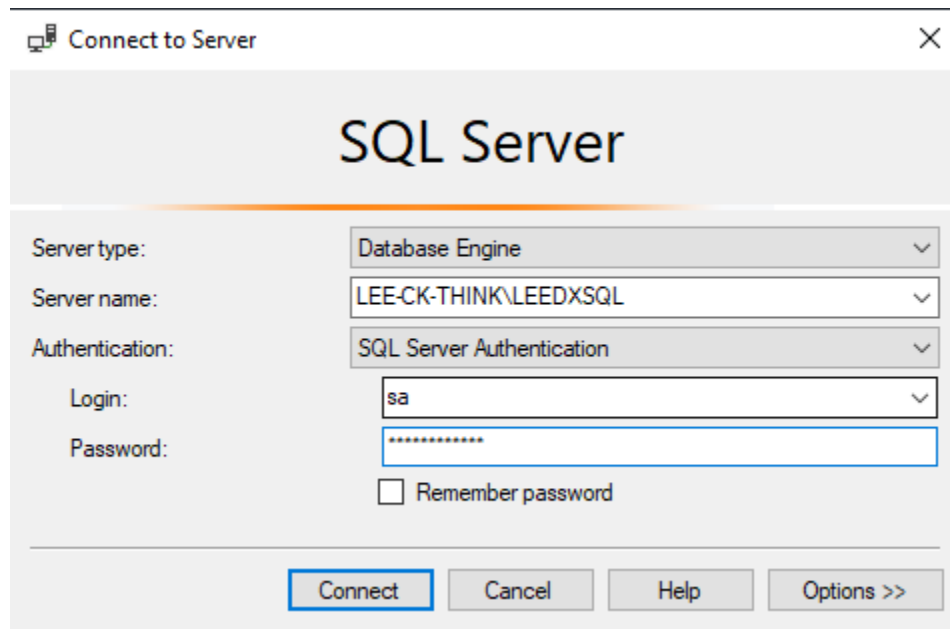 Connect to Server
SQL Server
Server type: Database Engine
Server name: LEE-CK-THINK\LEEDXSQL
Authentication: SQL Server Authentication
Login: sa
Password: ************
Remember password
Connect Cancel Help Options >>